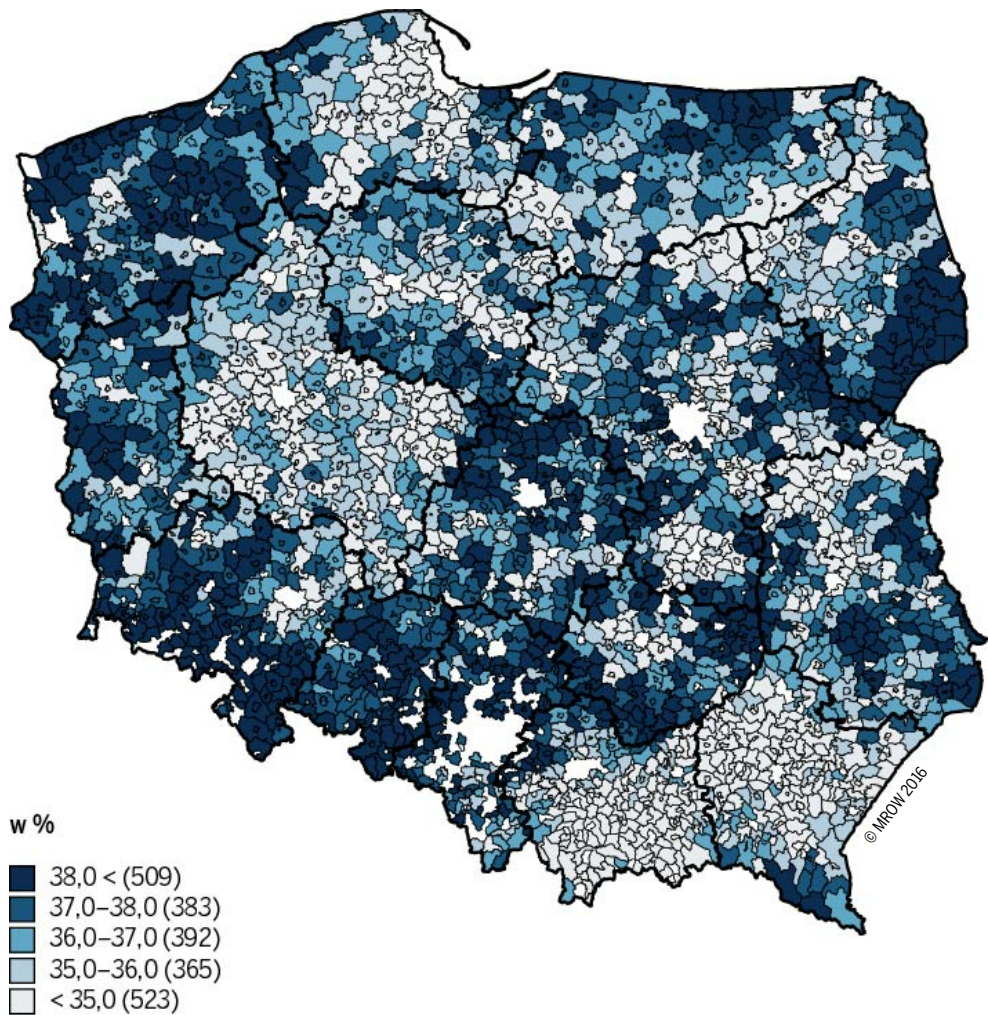 © MROW 2016
w %
38,0 < (509)
37,0–38,0 (383)
36,0–37,0 (392)
35,0–36,0 (365)
< 35,0 (523)